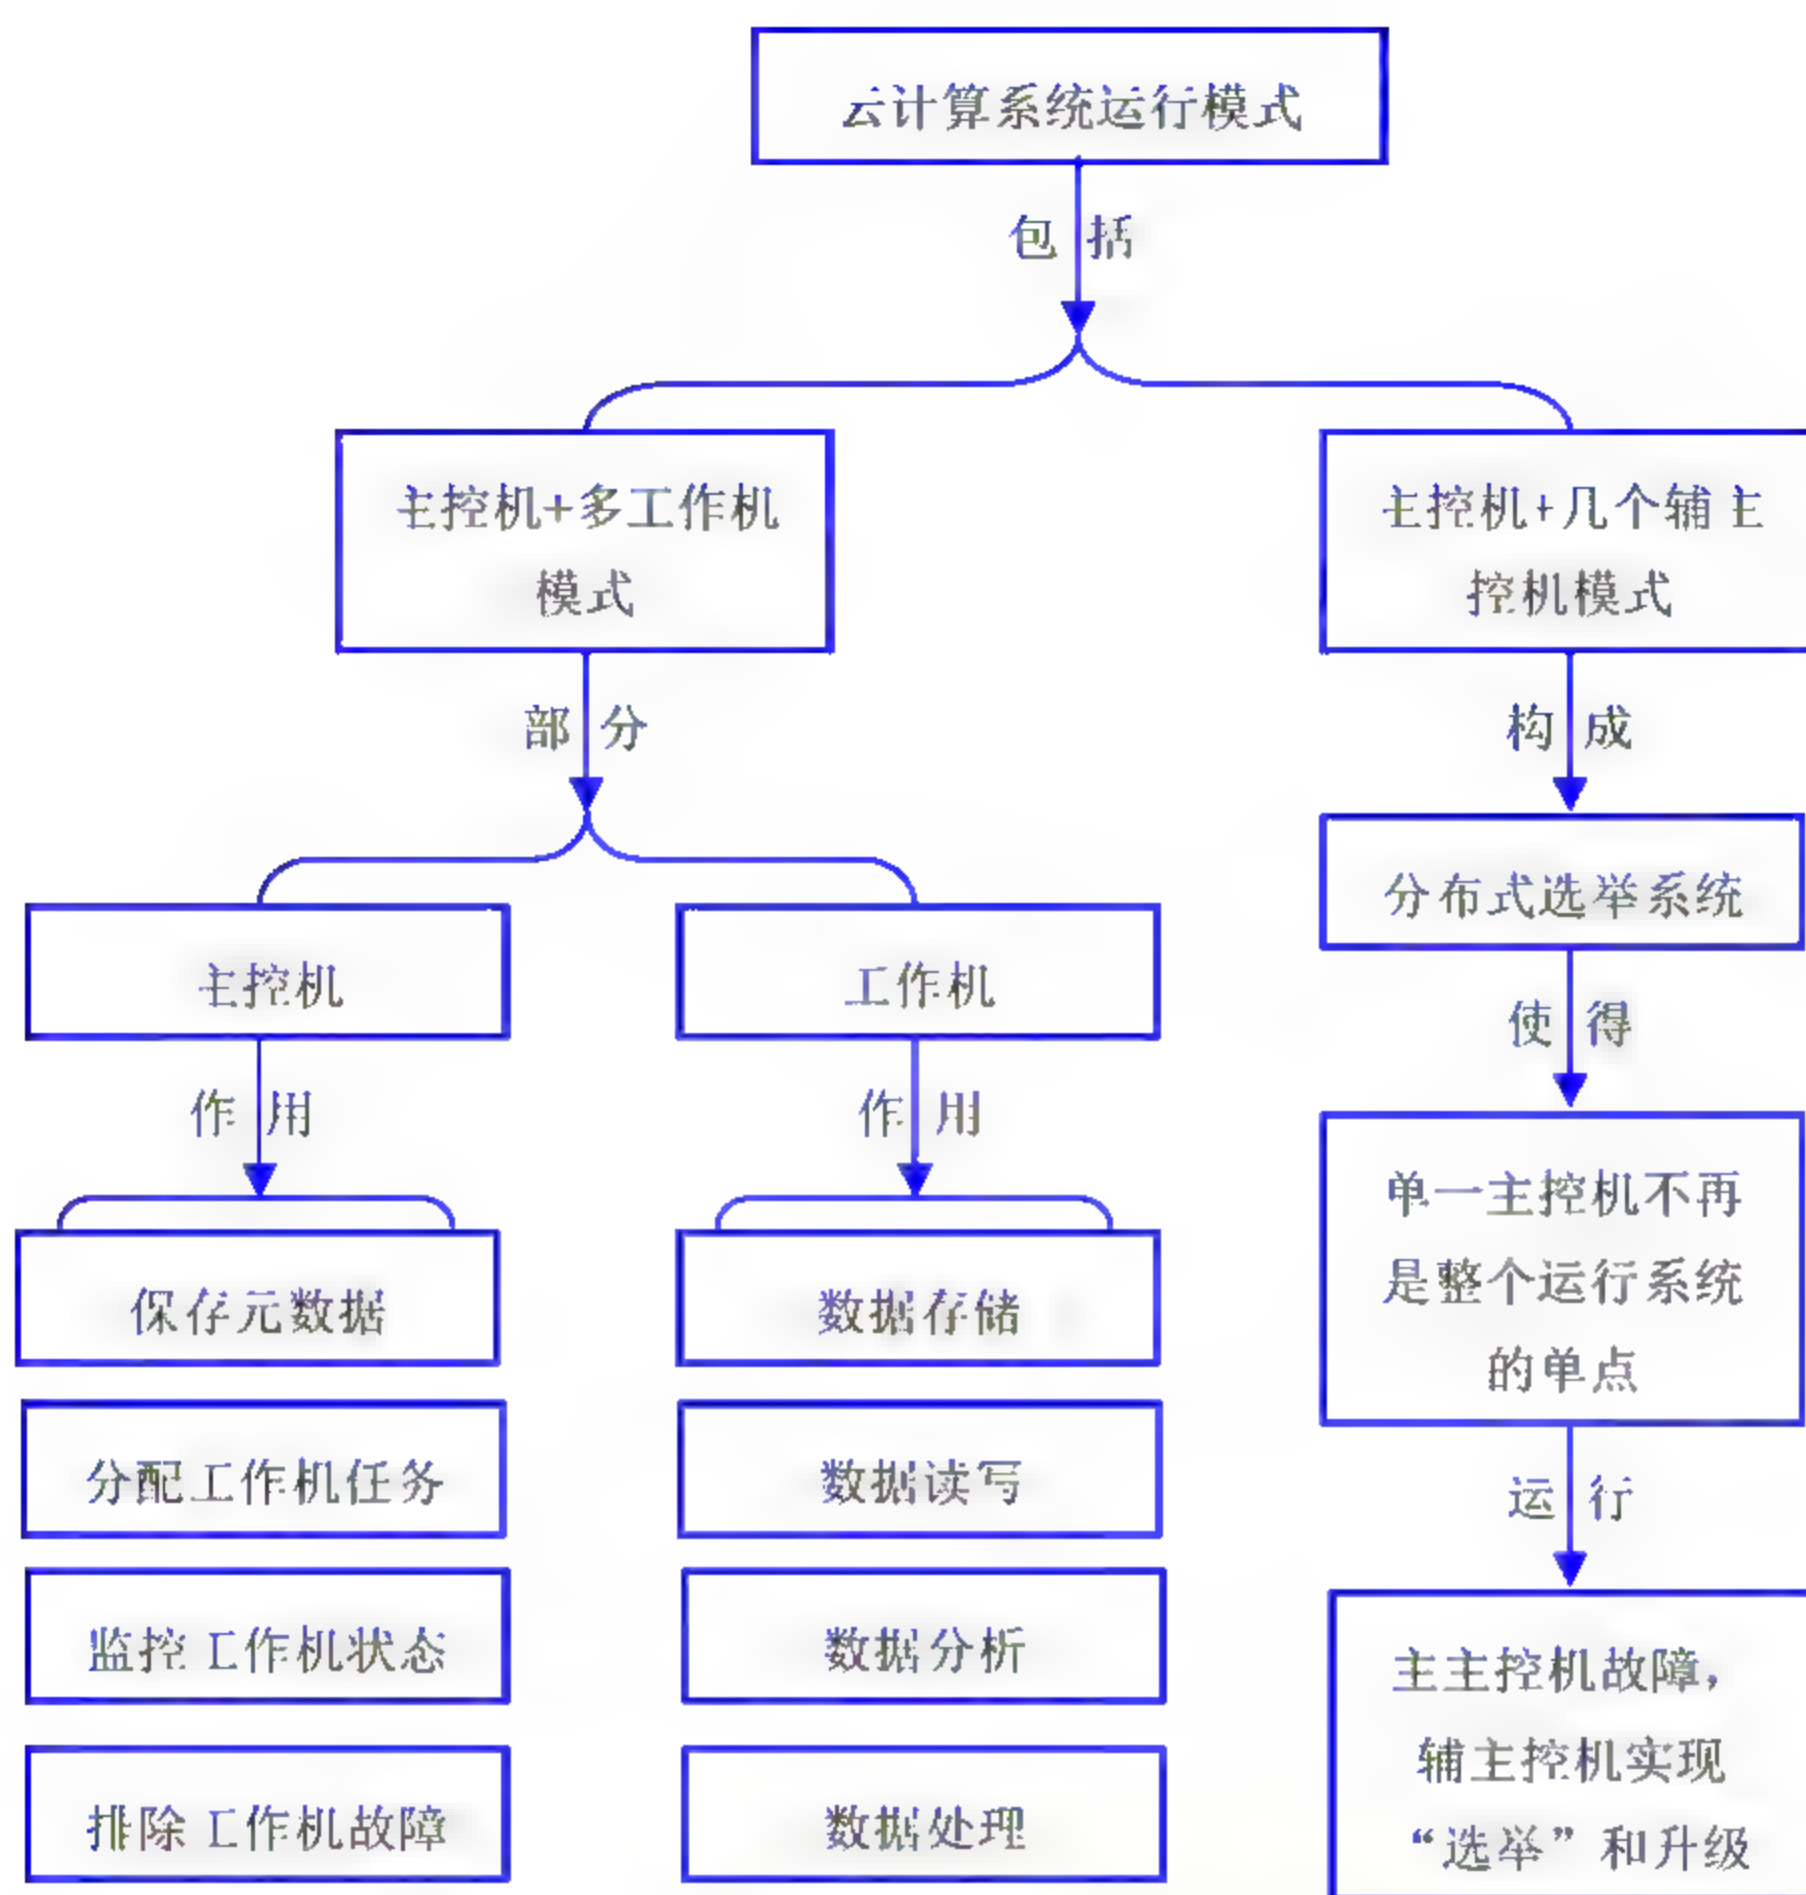 云计算系统运行模式
包括
主控机+多工作机
模式
主控机+几个辅主
控机模式
部分
构成
主控机
工作机
分布式选举系统
作用
作用
使得
保存元数据
数据存储
单一主控机不再
是整个运行系统
的单点
分配工作机任务
数据读写
运行
监控工作机状态
数据分析
主主控机故障，
辅主控机实现
“选举”和升级
排除工作机故障
数据处理